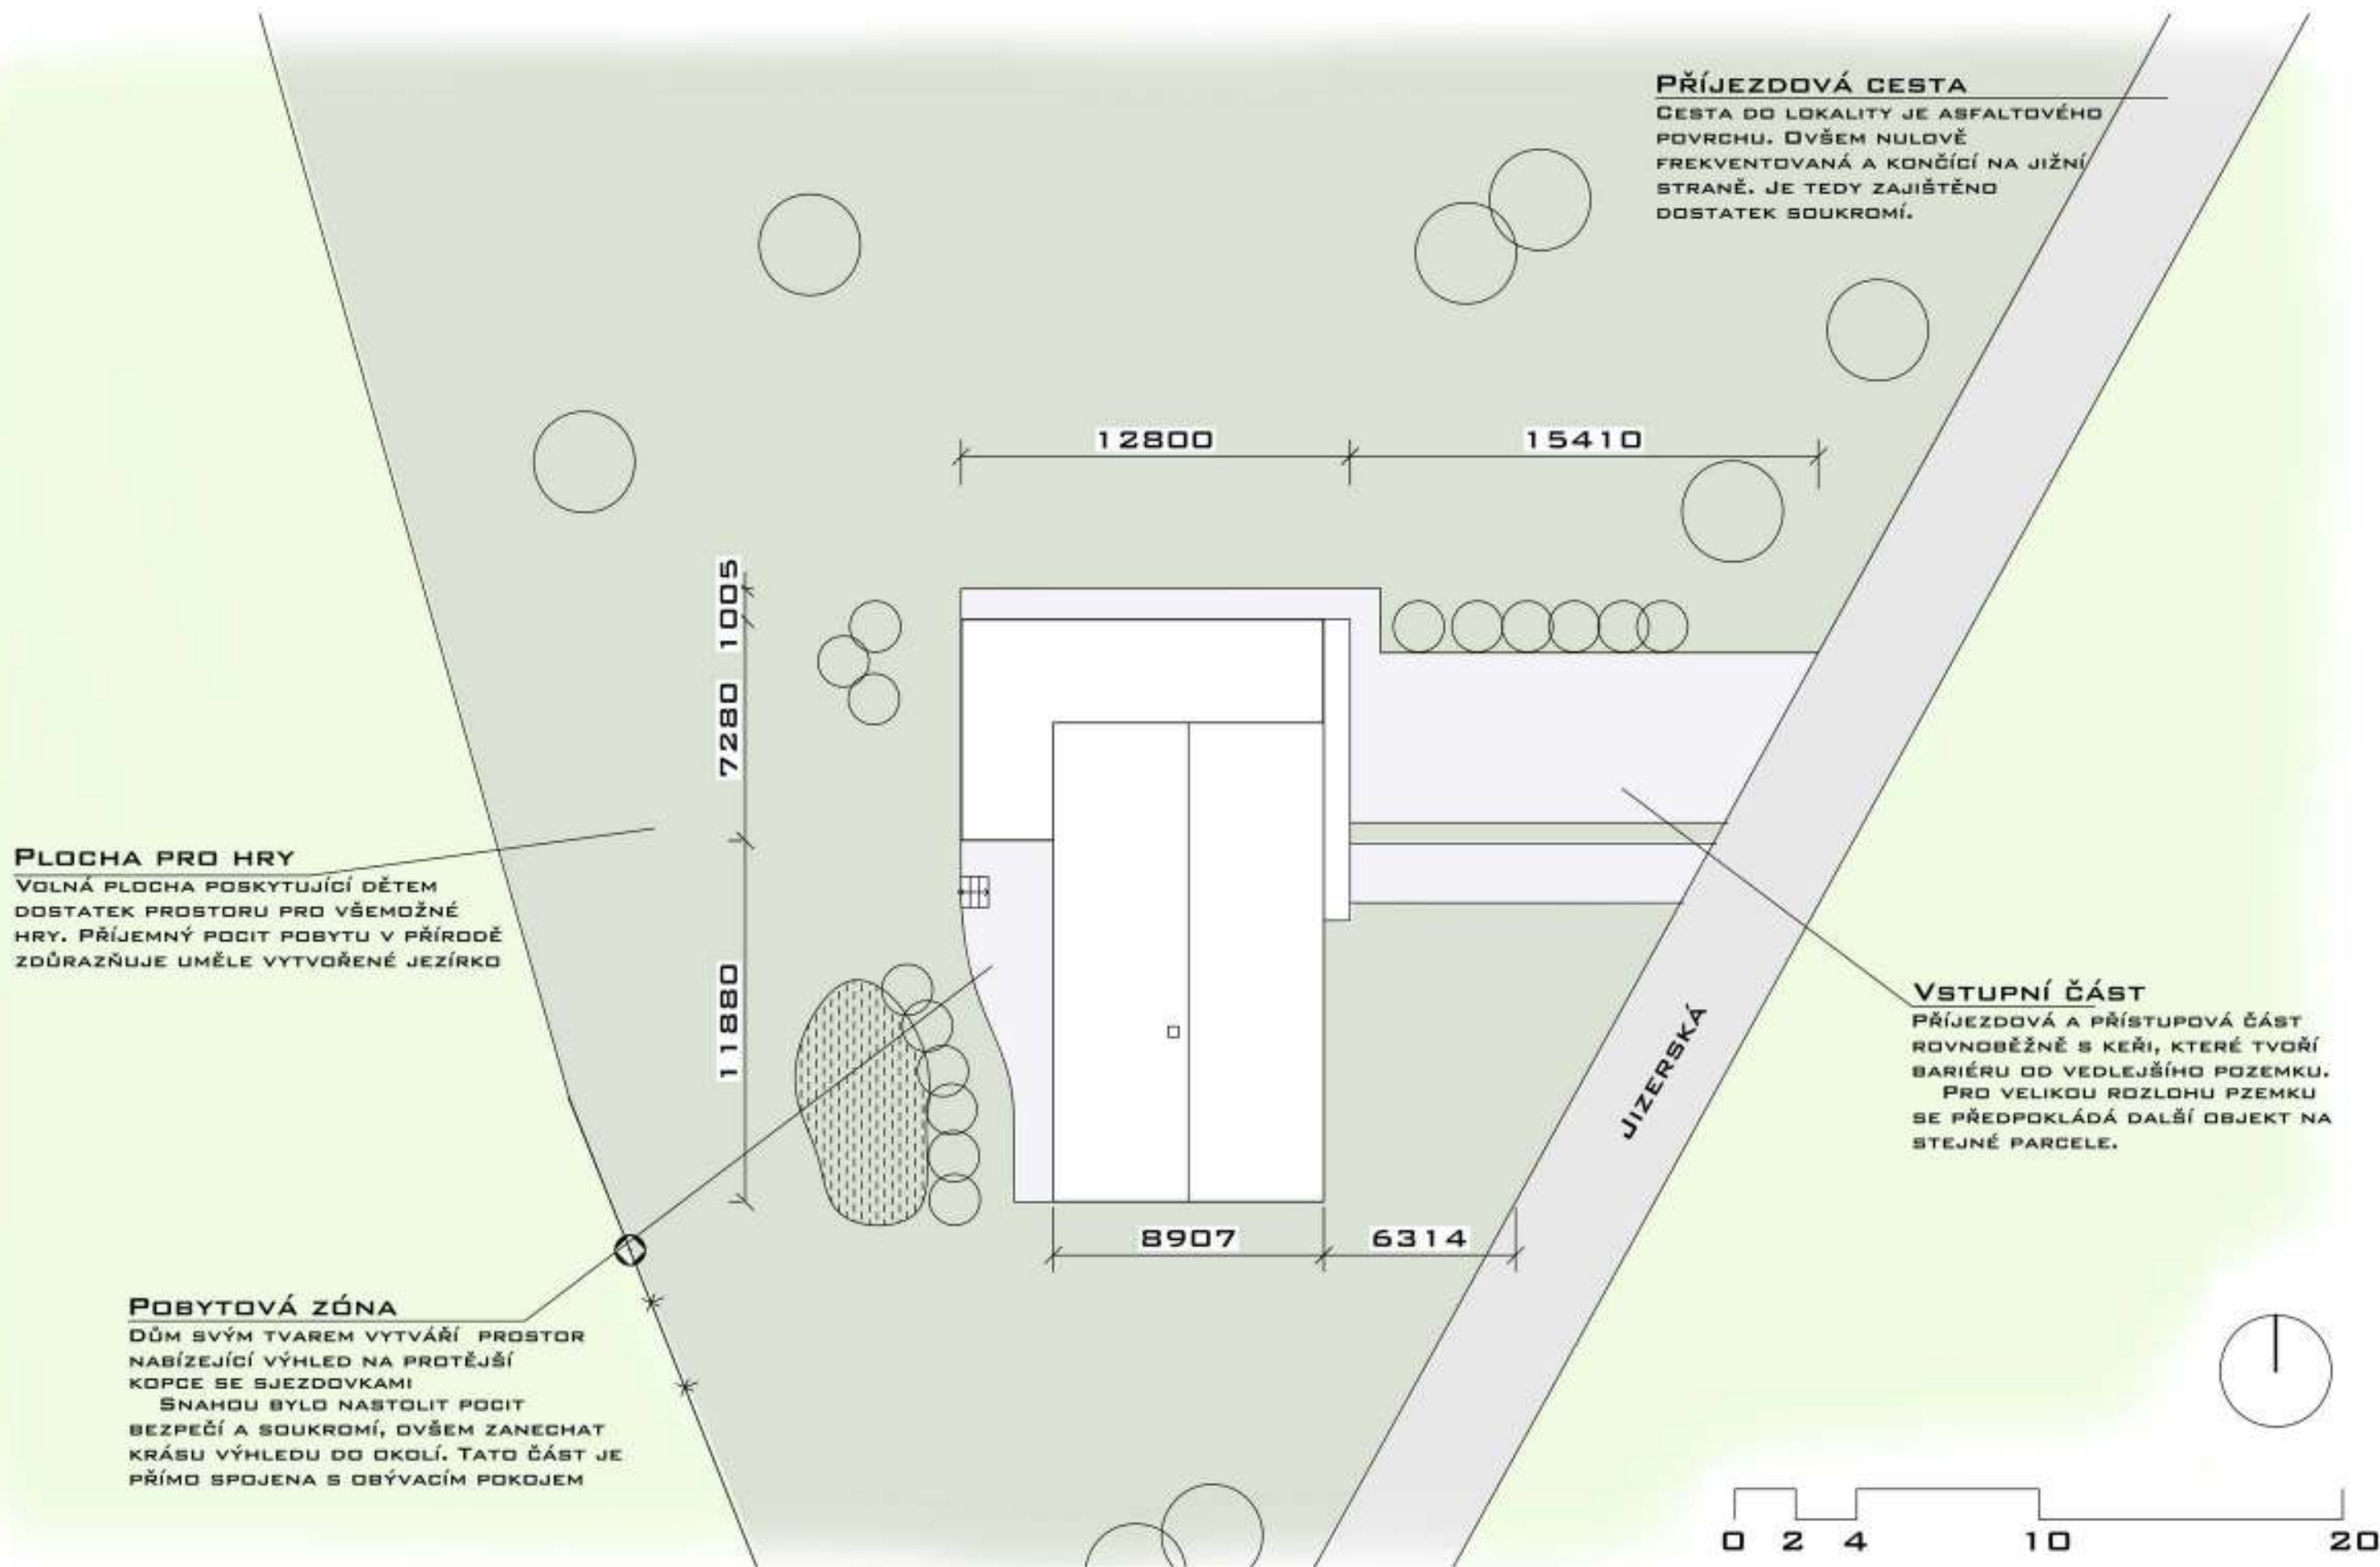 PŘÍJEZDOVÁ CESTA
CESTA DO LOKALITY JE ASFALTOVÉHO
POVRCHU. OVŠEM NULOVĚ
FREKVENTOVANÁ A KONČÍCÍ NA JIŽNÍ
STRANĚ. JE TEDY ZAJIŠTĚNO
DOSTATEK SOUKROMÍ.
12800
15410
1005
7280
11880
PLOCHA PRO HRY
VOLNÁ PLOCHA POSKYTUJÍCÍ DĚTEM
DOSTATEK PROSTORU PRO VŠEMOŽNÉ
HRY. PŘÍJEMNÝ POCIT POBYTU V PŘÍRODĚ
ZDŮRAZŇUJE UMĚLE VYTVOŘENÉ JEZÍRKO
VSTUPNÍ ČÁST
PŘÍJEZDOVÁ A PŘÍSTUPOVÁ ČÁST
ROVNOBĚŽNĚ S KEŘI, KTERÉ TVOŘÍ
BARIÉRU OD VEDLEJŠÍHO POZEMKU.
PRO VELIKOU ROZLOHU PZEMKU
SE PŘEDPOKLÁDÁ DALŠÍ OBJEKT NA
STEJNÉ PARCELE.
JIZERSKÁ
8907
6314
POBYTOVÁ ZÓNA
DŮM SVÝM TVAREM VYTVÁŘÍ PROSTOR
NABÍZEJÍCÍ VÝHLED NA PROTĚJŠÍ
KOPCE SE SJEZDOVKAMI
SNAHOU BYLO NASTOLIT POCIT
BEZPEČÍ A SOUKROMÍ, OVŠEM ZANECHAT
KRÁSU VÝHLEDU DO OKOLÍ. TATO ČÁST JE
PŘÍMO SPOJENA S OBÝVACÍM POKOJEM
0 2 4 10 20